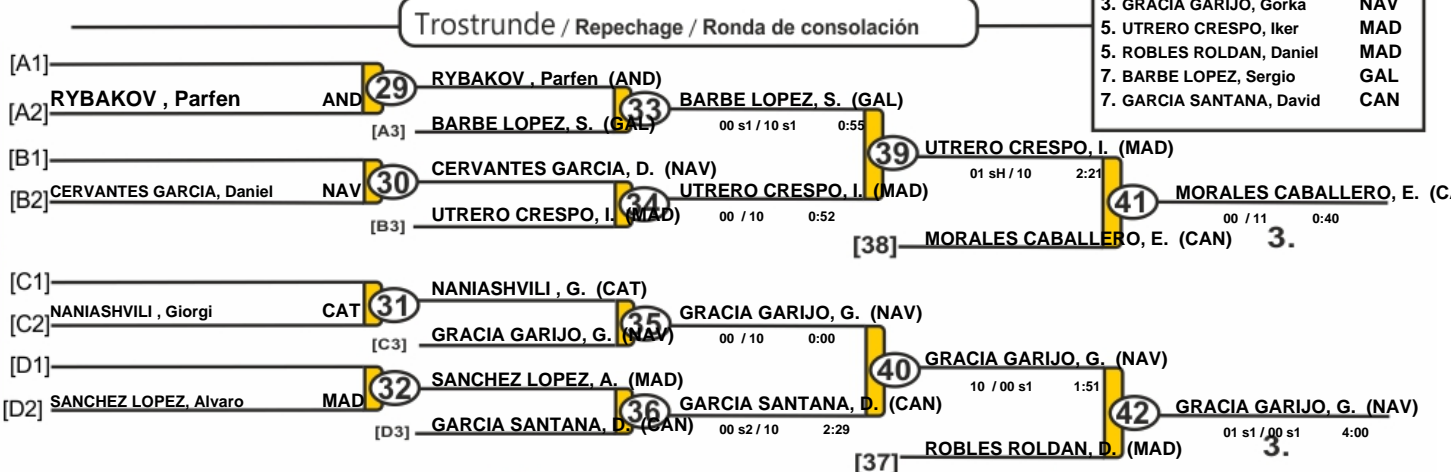 Trostrunde / Repechage / Ronda de consolación
3. GRACIA GARIJO, Gorka NAV
5. UTRERO CRESPO, Iker MAD
5. ROBLES ROLDAN, Daniel MAD
7. BARBE LOPEZ, Sergio GAL
7. GARCIA SANTANA, David CAN
[A1]
[A2] RYBAKOV , Parfen AND
29
RYBAKOV , Parfen (AND)
[A3] BARBE LOPEZ, S. (GAL)
33
BARBE LOPEZ, S. (GAL)
00 s1 / 10 s1 0:55
[B1]
[B2] CERVANTES GARCIA, Daniel NAV
30
CERVANTES GARCIA, D. (NAV)
[B3] UTRERO CRESPO, I. (MAD)
34
UTRERO CRESPO, I. (MAD)
00 / 10 0:52
39
UTRERO CRESPO, I. (MAD)
01 sH / 10 2:21
[38] MORALES CABALLERO, E. (CAN)
41
MORALES CABALLERO, E. (C
00 / 11 0:40
3.
[C1]
[C2] NANIASHVILI , Giorgi CAT
31
NANIASHVILI , G. (CAT)
[C3] GRACIA GARIJO, G. (NAV)
35
GRACIA GARIJO, G. (NAV)
00 / 10 0:00
[D1]
[D2] SANCHEZ LOPEZ, Alvaro MAD
32
SANCHEZ LOPEZ, A. (MAD)
[D3] GARCIA SANTANA, D. (CAN)
36
GARCIA SANTANA, D. (CAN)
00 s2 / 10 2:29
40
GRACIA GARIJO, G. (NAV)
10 / 00 s1 1:51
[37] ROBLES ROLDAN, D. (MAD)
42
GRACIA GARIJO, G. (NAV)
01 s1 / 00 s1 4:00
3.